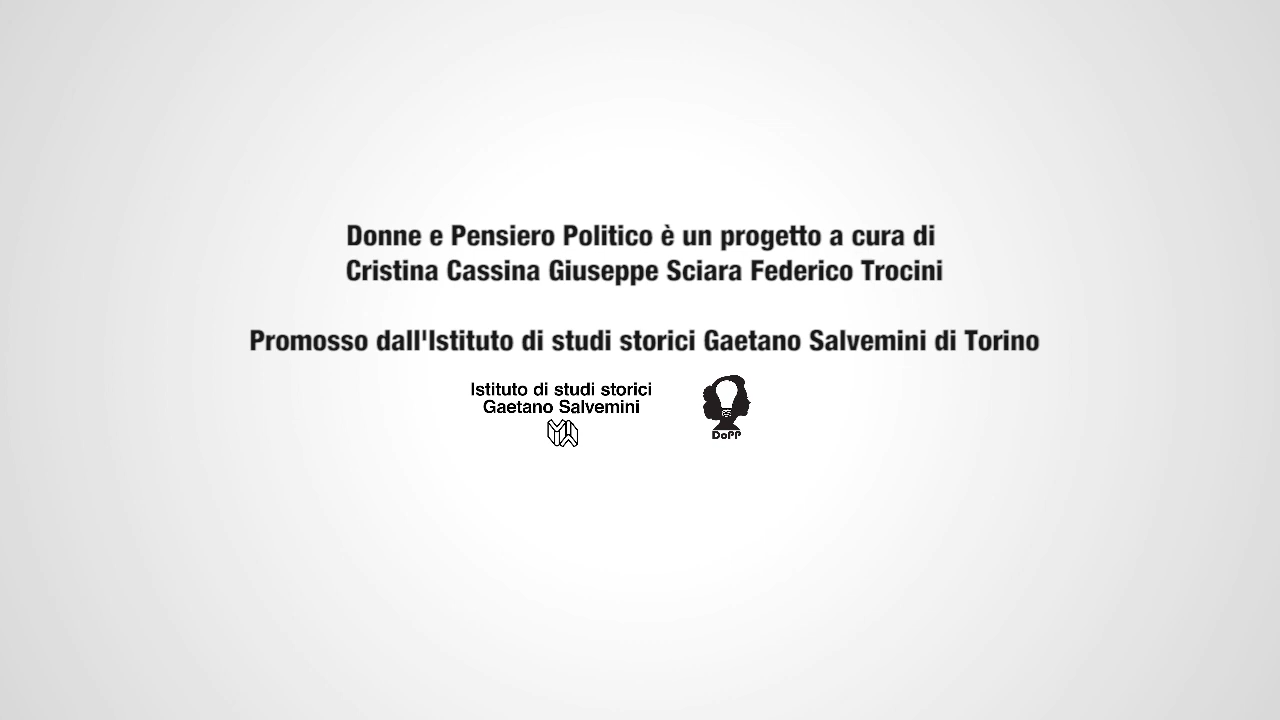 Donne e Pensiero Politico è un progetto a cura di
Cristina Cassina Giuseppe Sciara Federico Trocini
Promosso dall'Istituto di studi storici Gaetano Salvemini di Torino
Istituto di studi storici
Gaetano Salvemini
DoPP